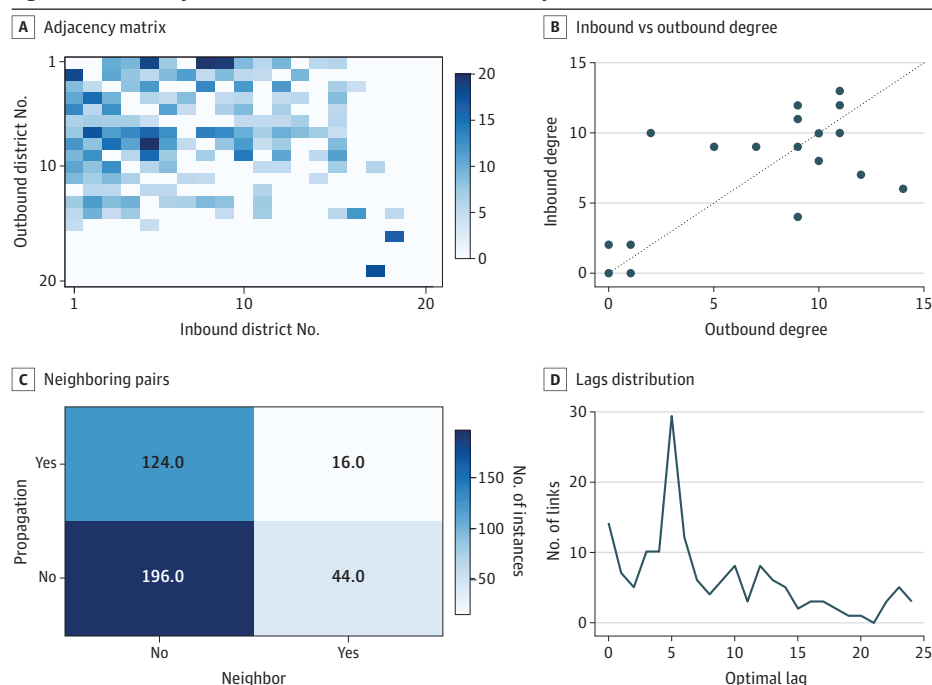 A Adjacency matrix
Outbound district No.
1
10
20
1
10
20
Inbound district No.
20
15
10
5
0
B Inbound vs outbound degree
Inbound degree
15
10
5
0
0
5
10
15
Outbound degree
C Neighboring pairs
Propagation
Yes
124.0
16.0
No
196.0
44.0
No
Yes
Neighbor
150
100
50
No. of instances
D Lags distribution
No. of links
30
20
10
0
0
5
10
15
20
25
Optimal lag